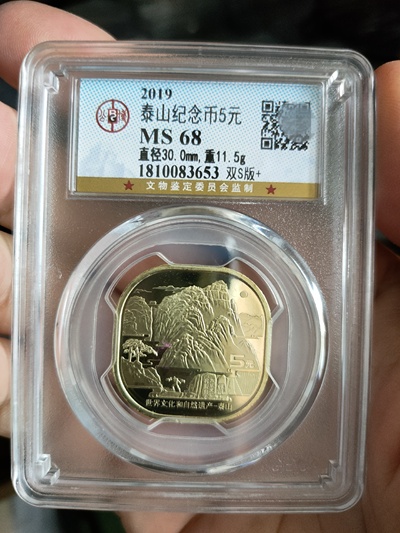 2019
泰山纪念币5元
MS 68
直径30.0mm,重11.5g
1810083653 双S版+
★ 文物鉴定委员会监制 ★
5元
世界文化和自然遗产-泰山